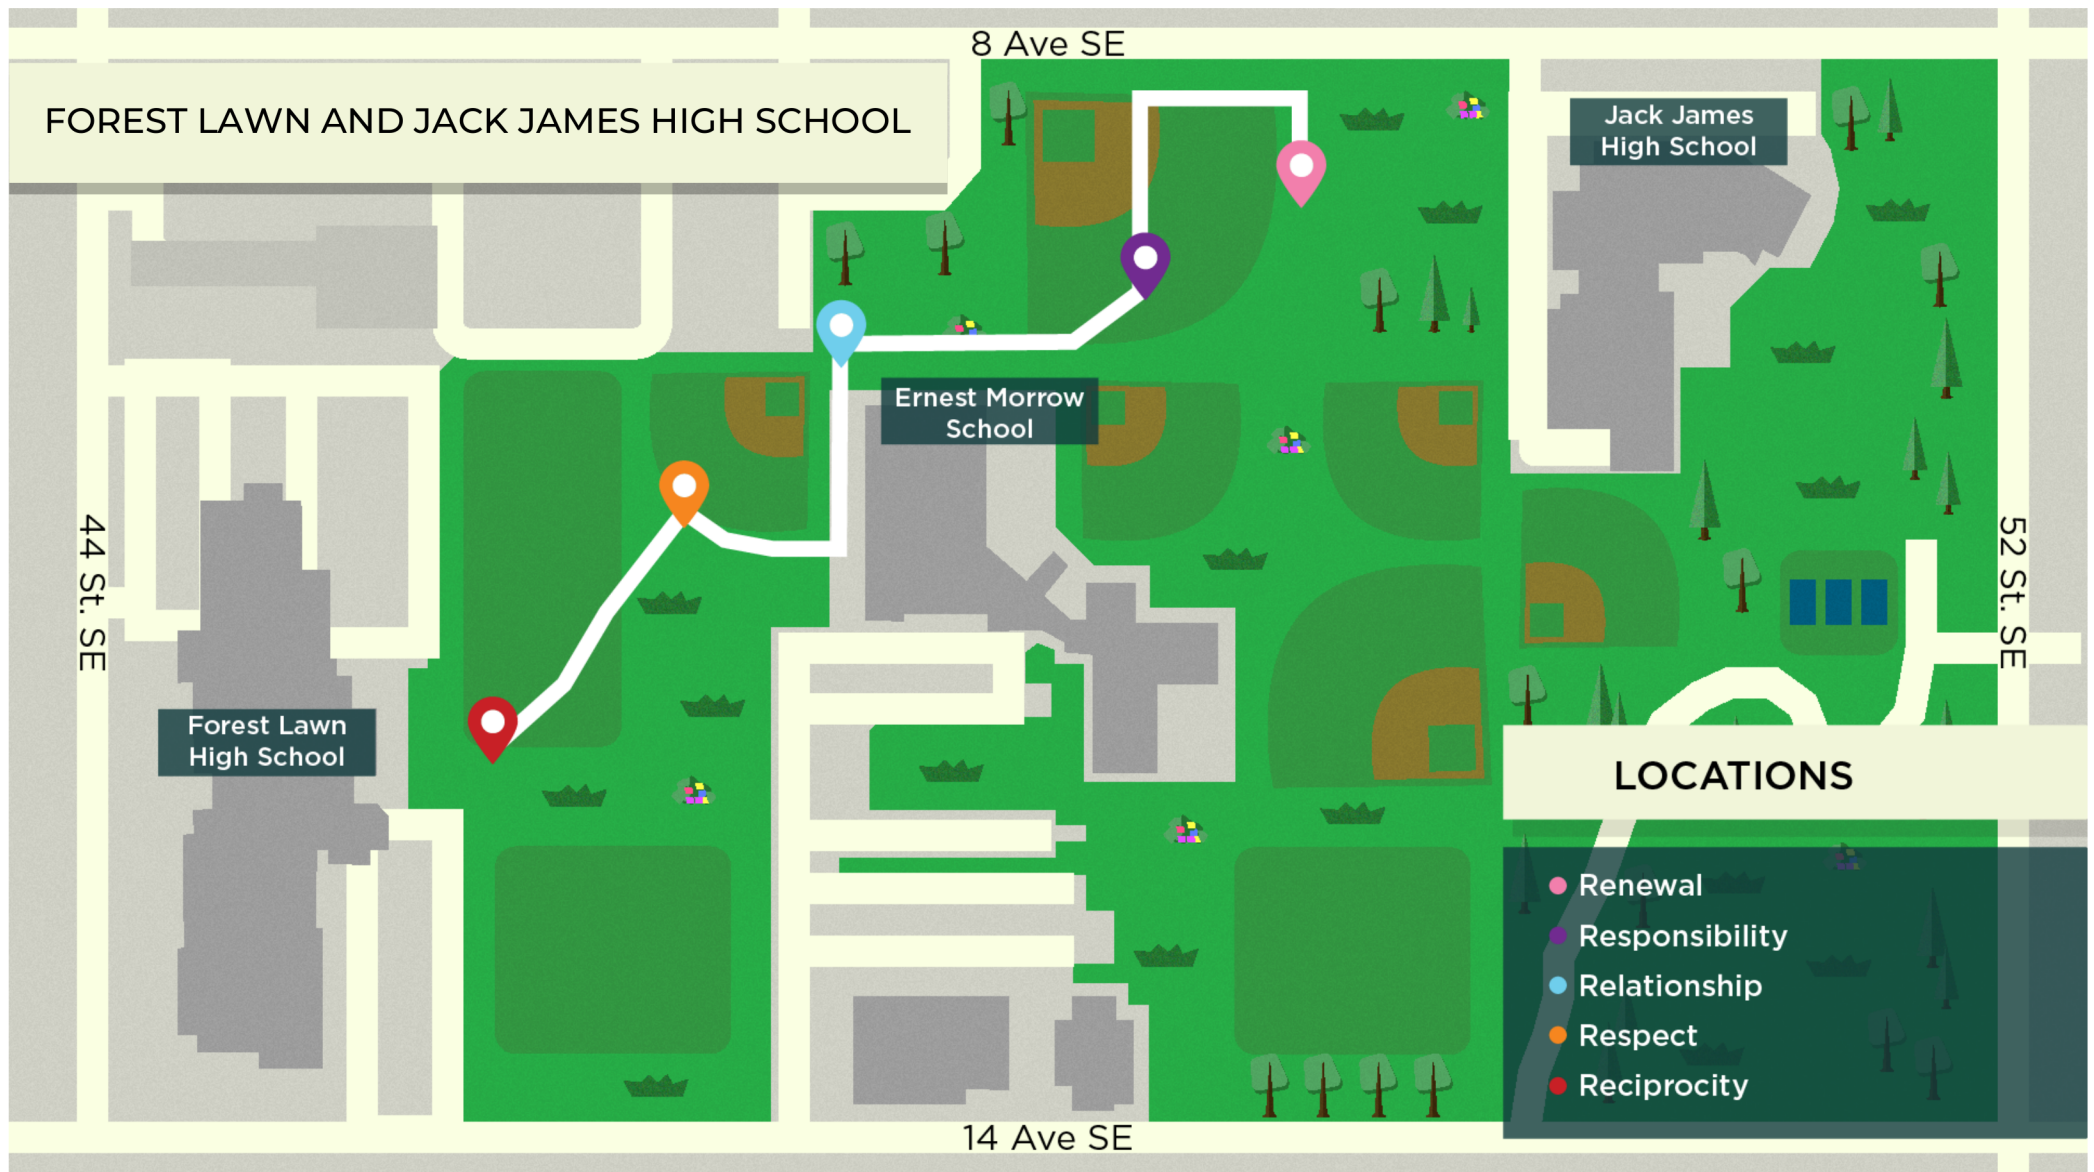 8 Ave SE
FOREST LAWN AND JACK JAMES HIGH SCHOOL
Jack James
High School
Ernest Morrow
School
44 St. SE
52 St. SE
Forest Lawn
High School
LOCATIONS
Renewal
Responsibility
Relationship
Respect
Reciprocity
14 Ave SE